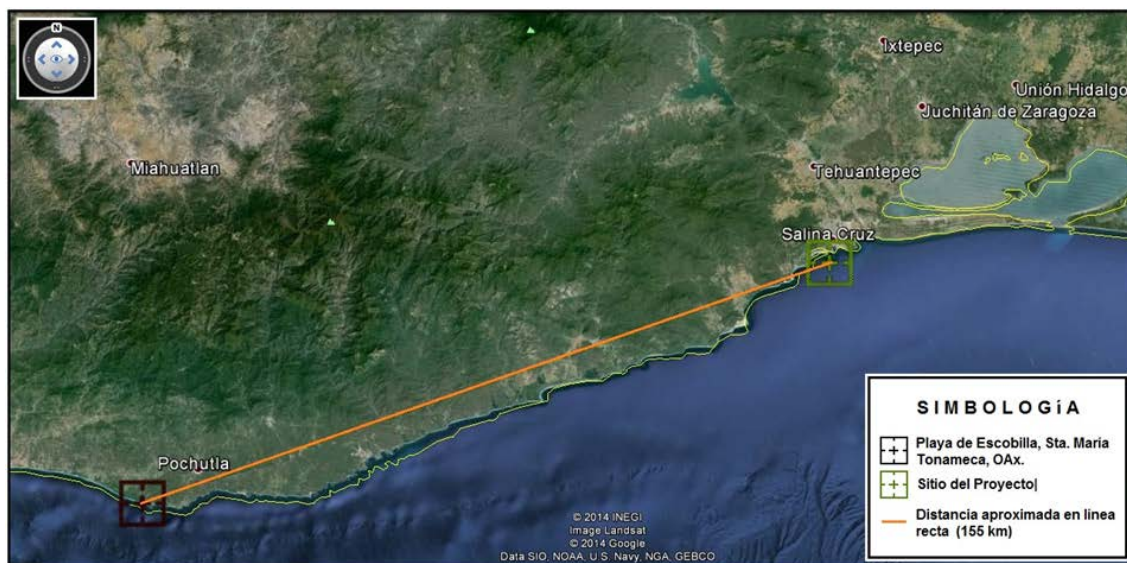 N
Ixtepec
Unión Hidalgo
Juchitán de Zaragoza
Miahuatlan
Tehuantepec
Salina Cruz
Pochutla
SIMBOLOGíA
Playa de Escobilla, Sta. María
Tonameca, OAx.
Sitio del Proyecto|
Distancia aproximada en línea
recta (155 km)
© 2014 INEGI
Image Landsat
© 2014 Google
Data SIO, NOAA, U.S. Navy, NGA, GEBCO